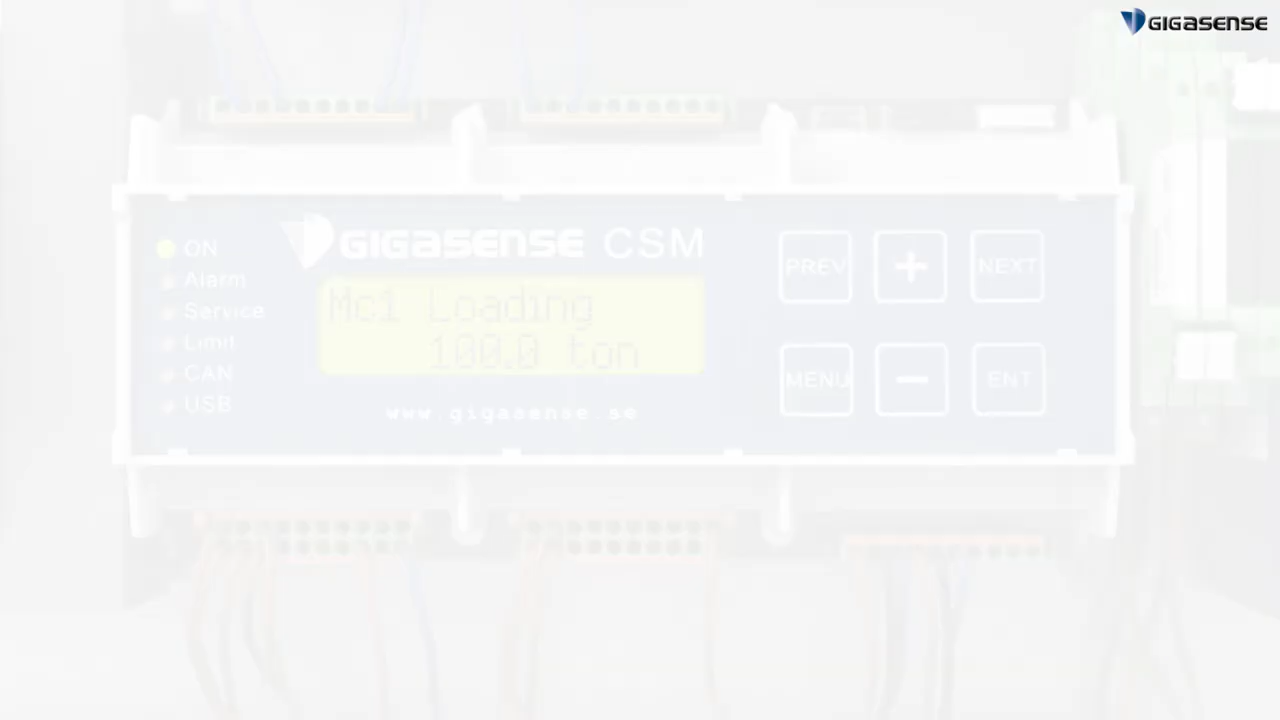 GIGASENSE
GIGASENSE CSM
ON
Alarm
Service
Limit
CAN
USB
Mc1 Loading
100.0 ton
www.gigasense.se
PREV + NEXT
MENU - ENT